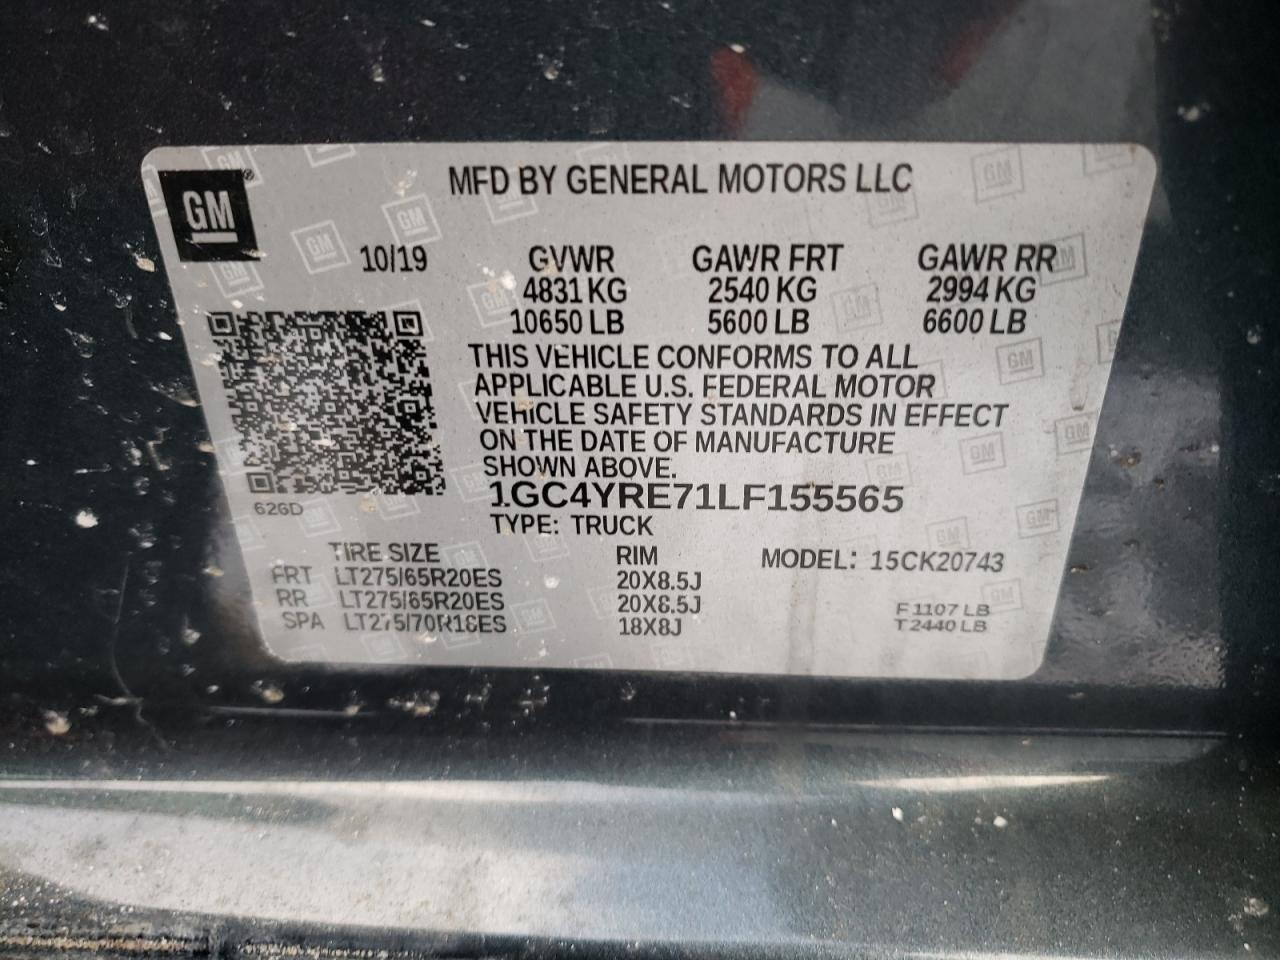 GM®
MFD BY GENERAL MOTORS LLC
10/19 GVWR GAWR FRT GAWR RR
4831 KG 2540 KG 2994 KG
10650 LB 5600 LB 6600 LB
THIS VEHICLE CONFORMS TO ALL
APPLICABLE U.S. FEDERAL MOTOR
VEHICLE SAFETY STANDARDS IN EFFECT
ON THE DATE OF MANUFACTURE
SHOWN ABOVE.
1GC4YRE71LF155565
626D
TYPE: TRUCK
TIRE SIZE RIM MODEL: 15CK20743
FRT LT275/65R20ES 20X8.5J
RR LT275/65R20ES 20X8.5J F1107 LB
SPA LT275/70R18ES 18X8J T2440 LB